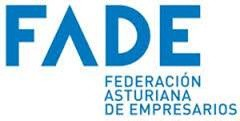 FADE
FEDERACIÓN
ASTURIANA
DE EMPRESARIOS